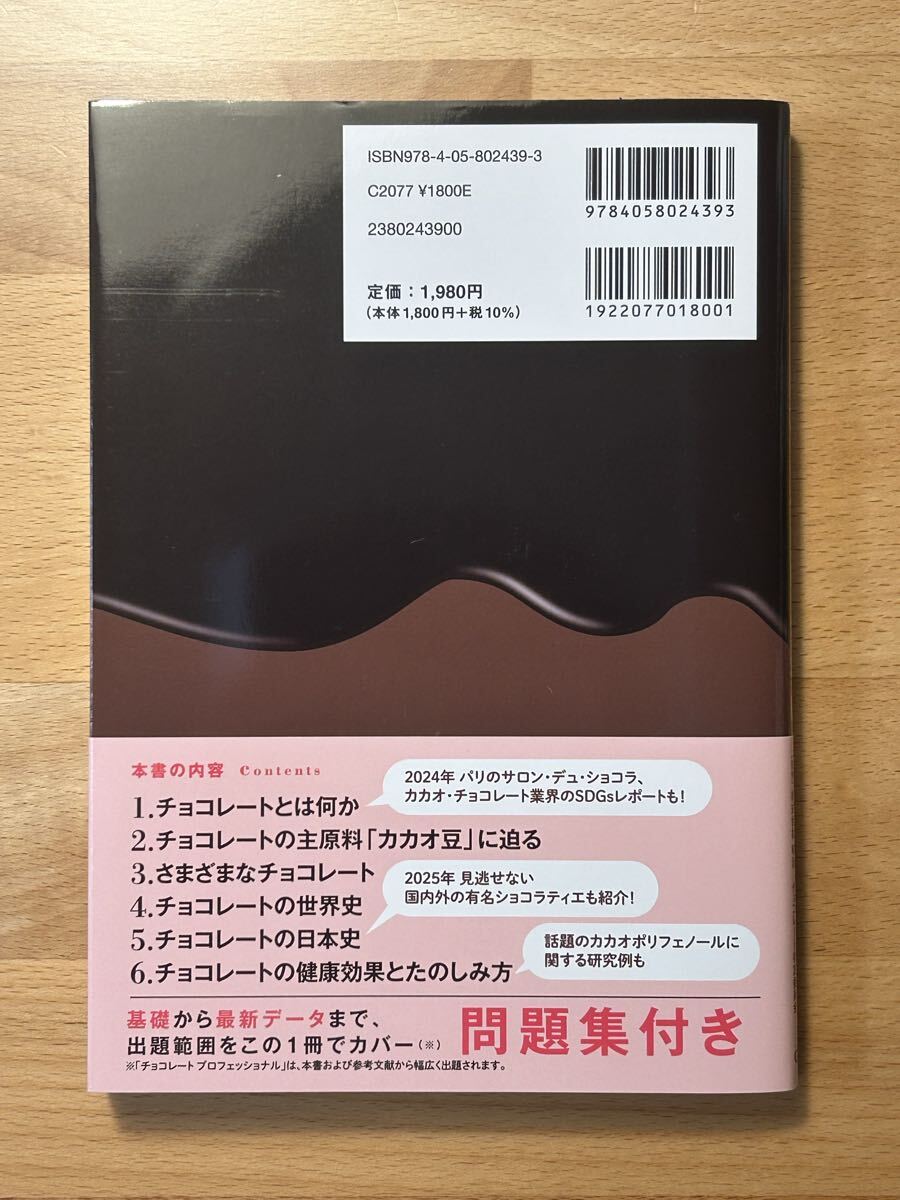 ISBN978-4-05-802439-3
C2077 ¥1800E
2380243900
定価：1,980円
（本体1,800円＋税10%）
9784058024393
1922077018001
本書の内容 Contents
1.チョコレートとは何か
2024年 パリのサロン・デュ・ショコラ、
カカオ・チョコレート業界のSDGsレポートも！
2.チョコレートの主原料「カカオ豆」に迫る
3.さまざまなチョコレート
2025年 見逃せない
国内外の有名ショコラティエも紹介！
4.チョコレートの世界史
5.チョコレートの日本史
話題のカカオポリフェノールに
関する研究例も
6.チョコレートの健康効果とたのしみ方
基礎から最新データまで、
出題範囲をこの1冊でカバー（※）
問題集付き
※「チョコレート プロフェッショナル」は、本書および参考文献から幅広く出題されます。